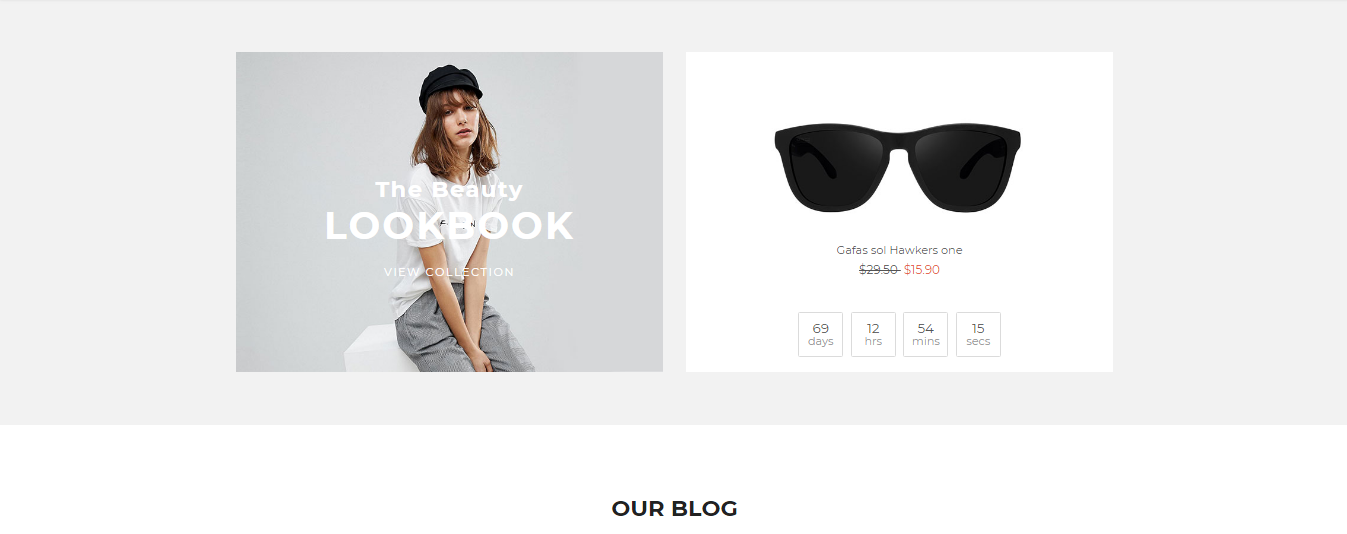 The Beauty
LOOKBOOK
VIEW COLLECTION
Gafas sol Hawkers one
$29.50 $15.90
69 12 54 15
days hrs mins secs
OUR BLOG